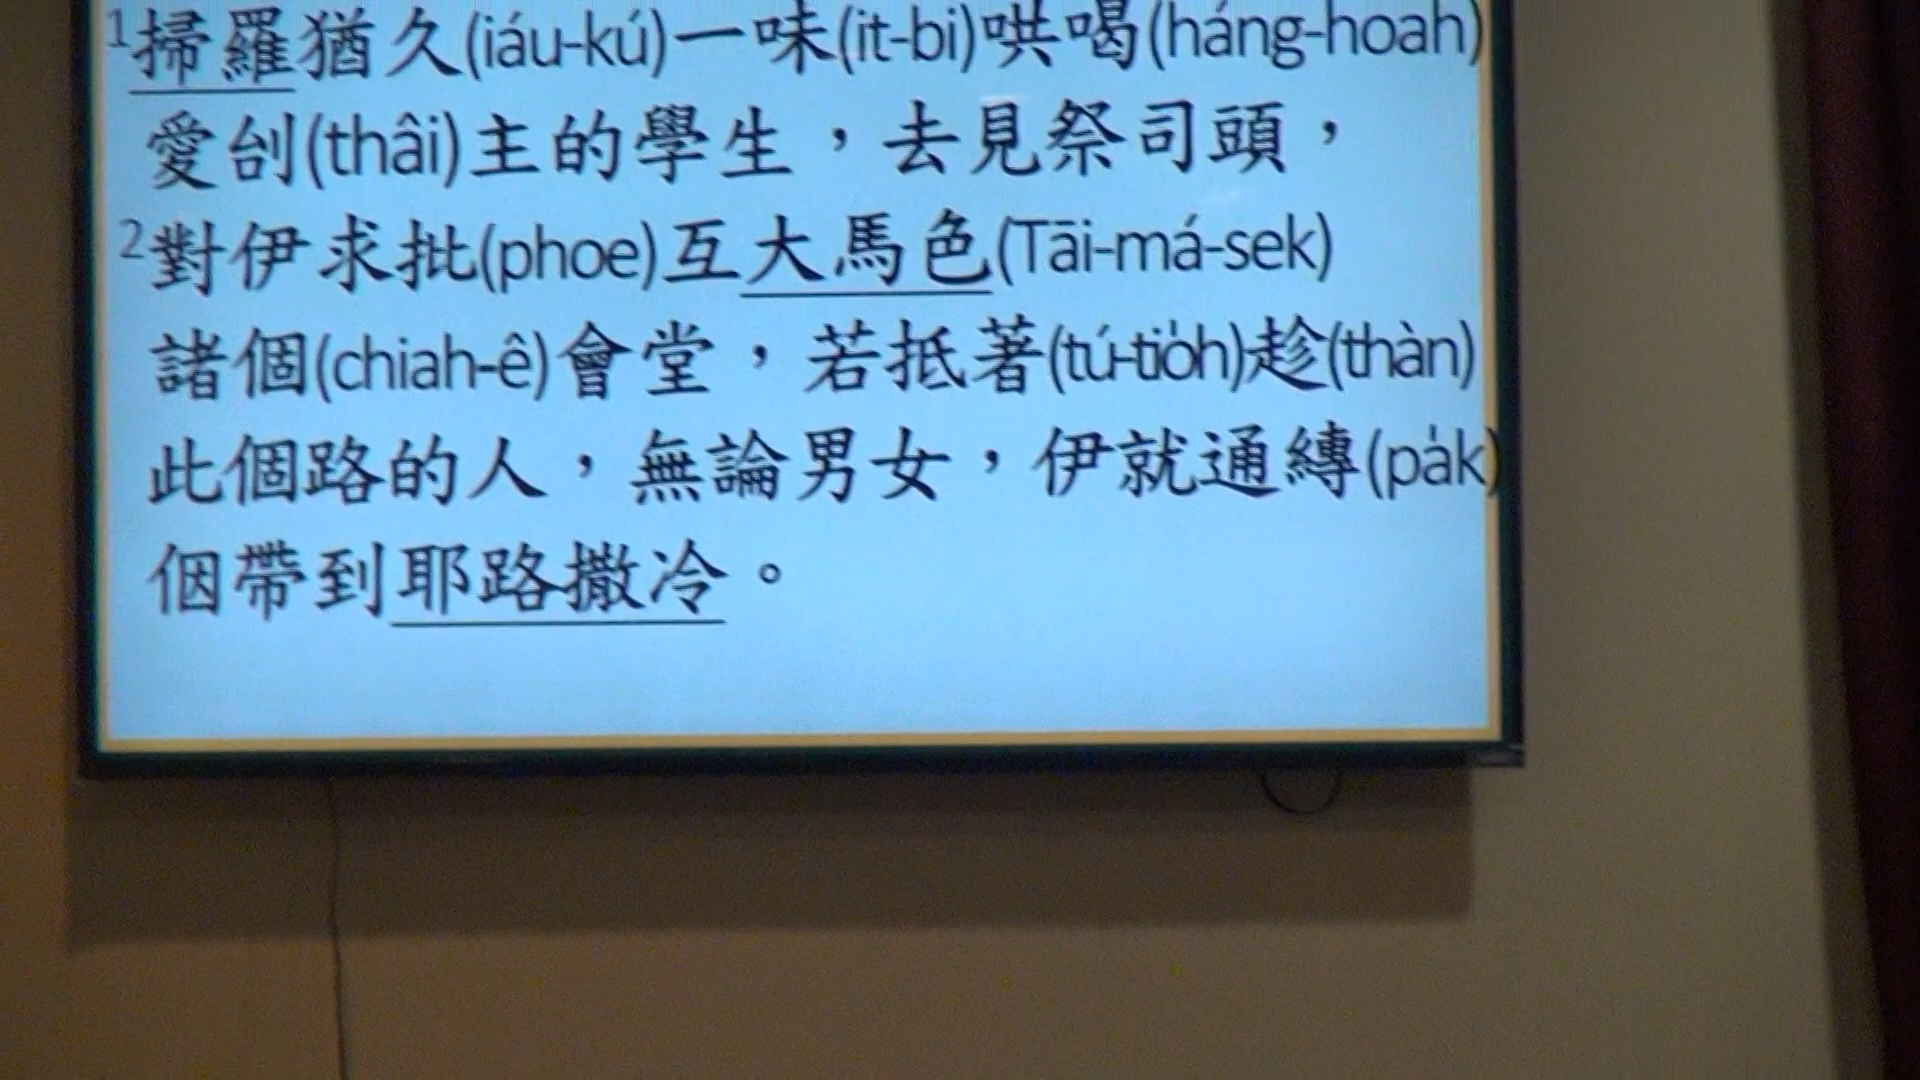 1掃羅猶久(iáu-kú)一味(it-bi)哄喝(háng-hoah)
愛刣(thâi)主的學生，去見祭司頭，
2對伊求批(phoe)互大馬色(Tāi-má-sek)
諸個(chiah-ê)會堂，若抵著(tú-tio̍h)趁(thàn)
此個路的人，無論男女，伊就通縛(pa̍k)
𪜶帶到耶路撒冷。